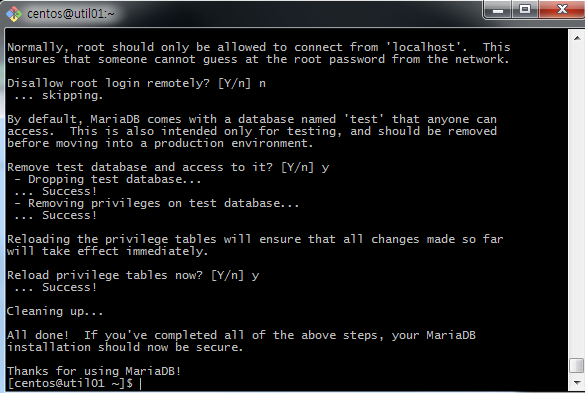 centos@util01:~
Normally, root should only be allowed to connect from 'localhost'.  This
ensures that someone cannot guess at the root password from the network.
Disallow root login remotely? [Y/n] n
 ... skipping.
By default, MariaDB comes with a database named 'test' that anyone can
access.  This is also intended only for testing, and should be removed
before moving into a production environment.
Remove test database and access to it? [Y/n] y
 - Dropping test database...
 ... Success!
 - Removing privileges on test database...
 ... Success!
Reloading the privilege tables will ensure that all changes made so far
will take effect immediately.
Reload privilege tables now? [Y/n] y
 ... Success!
Cleaning up...
All done!  If you've completed all of the above steps, your MariaDB
installation should now be secure.
Thanks for using MariaDB!
[centos@util01 ~]$